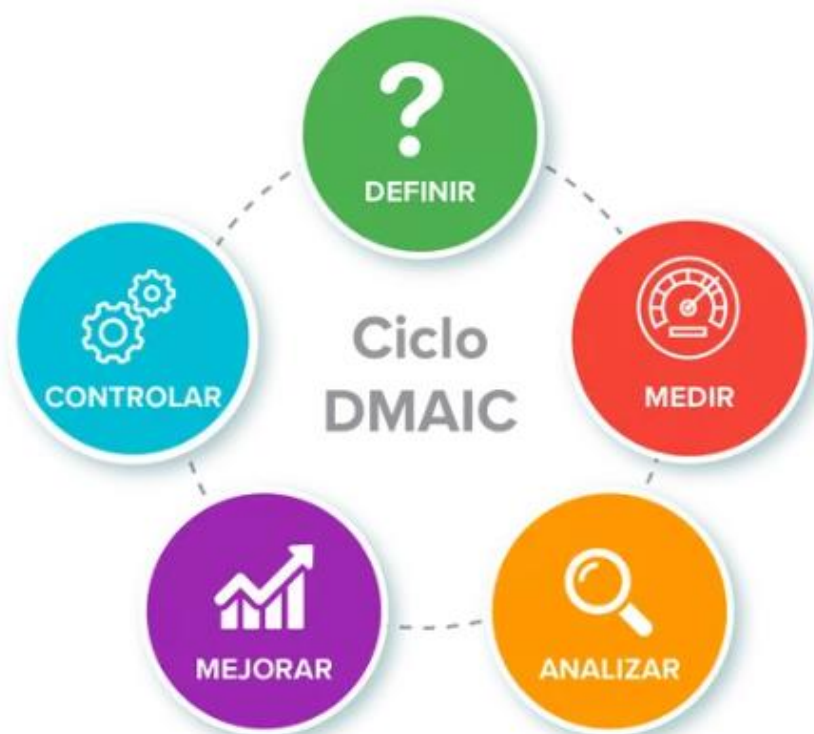 DEFINIR
MEDIR
ANALIZAR
MEJORAR
CONTROLAR
Ciclo
DMAIC